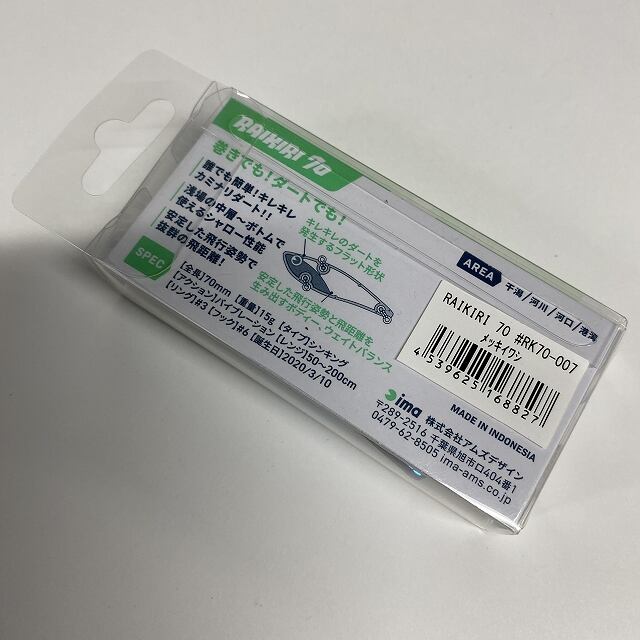 RAIKIRI 70
巻きでも!ダートでも!
誰でも簡単!キレキレ
カミナリダート!!
浅場の中層~ボトムで
使えるシャロー性能
安定した飛行姿勢で
抜群の飛距離!
キレキレのダートを
発生するフラット形状
安定した飛行姿勢と飛距離を
生み出すボディー、ウェイトバランス
SPEC
【全長】70mm 【重量】15g 【タイプ】シンキング
【アクション】バイブレーション 【レンジ】50~200cm
【リング】#3 【フック】#6 【誕生日】2020/3/10
AREA
干潟/河川/河口/港湾
RAIKIRI 70 #RK70-007
メッキイワシ
4539625168827
MADE IN INDONESIA
ima 株式会社アムズデザイン
〒289-2516 千葉県旭市ロ404番1
0479-62-8505 ima-ams.co.jp